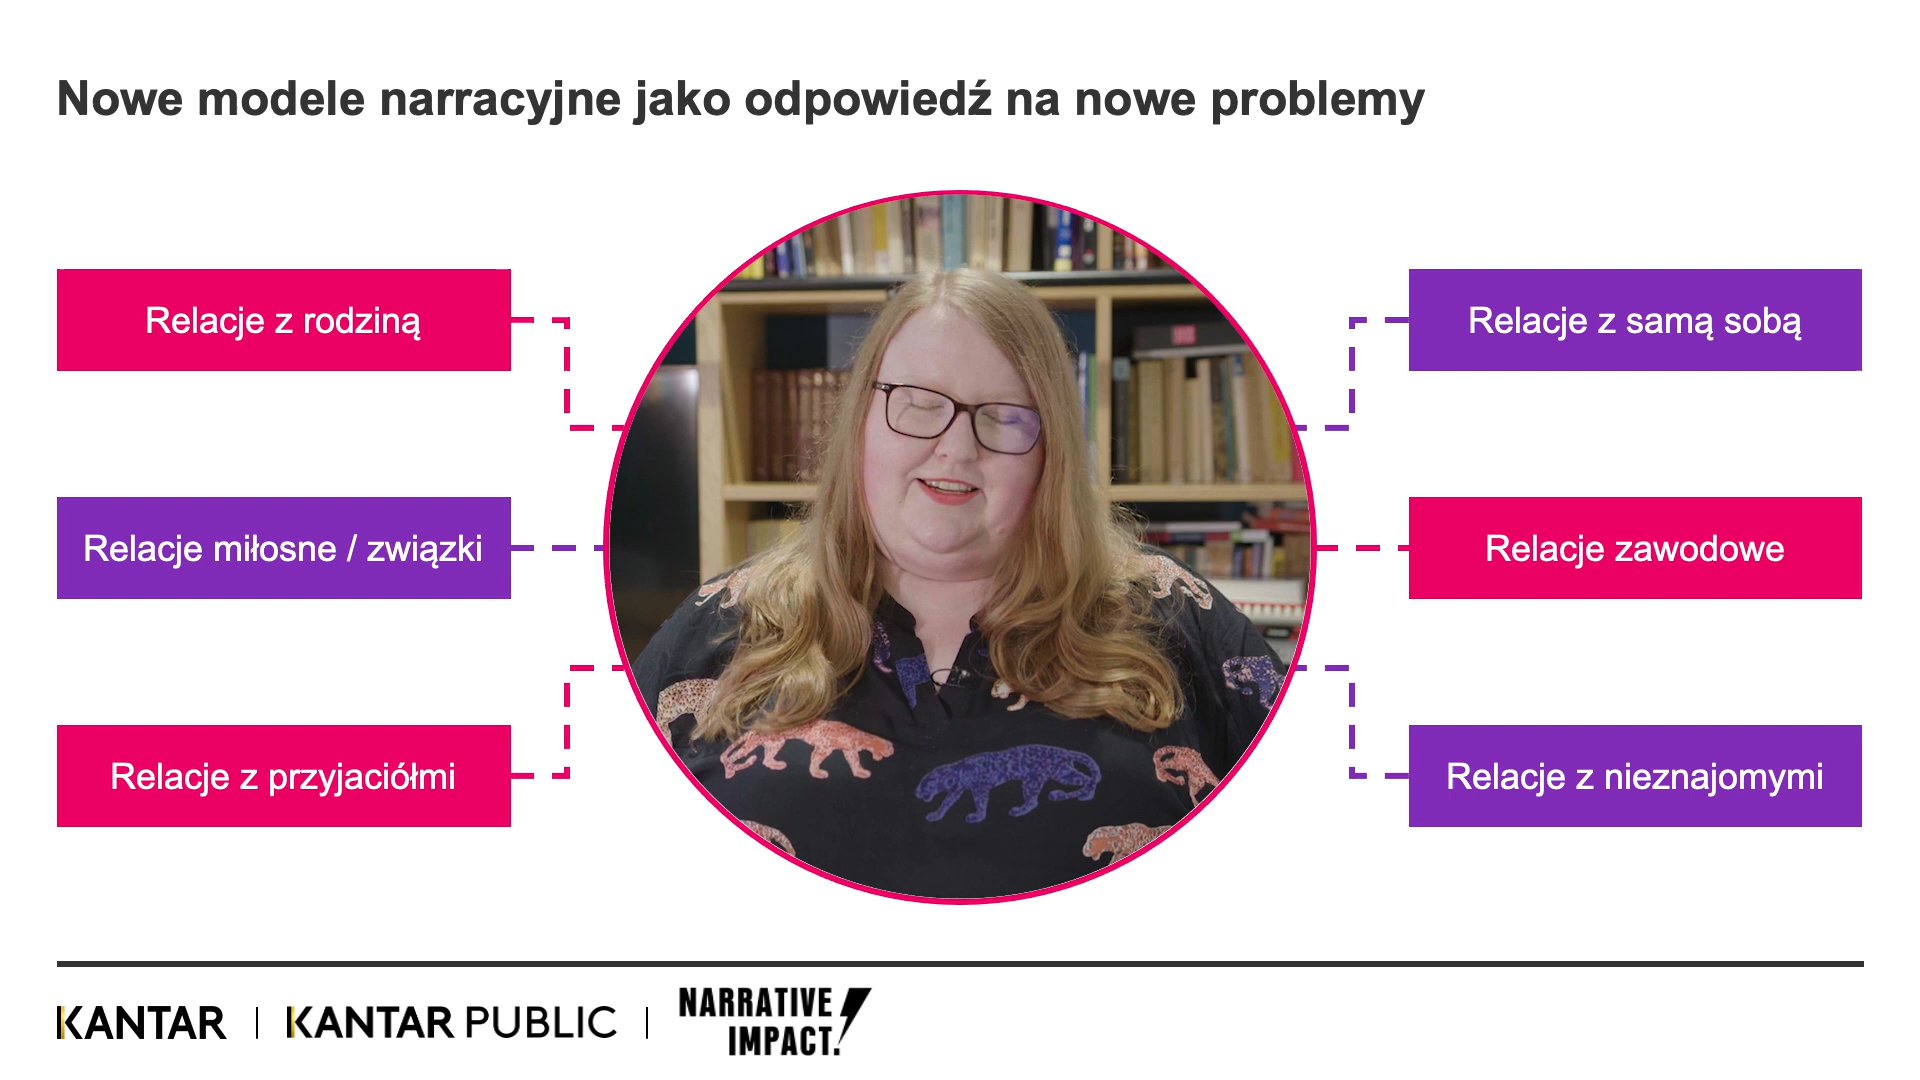 Nowe modele narracyjne jako odpowiedź na nowe problemy
Relacje z rodziną
Relacje miłosne / związki
Relacje z przyjaciółmi
Relacje z samą sobą
Relacje zawodowe
Relacje z nieznajomymi
KANTAR | KANTAR PUBLIC |
NARRATIVE
IMPACT!